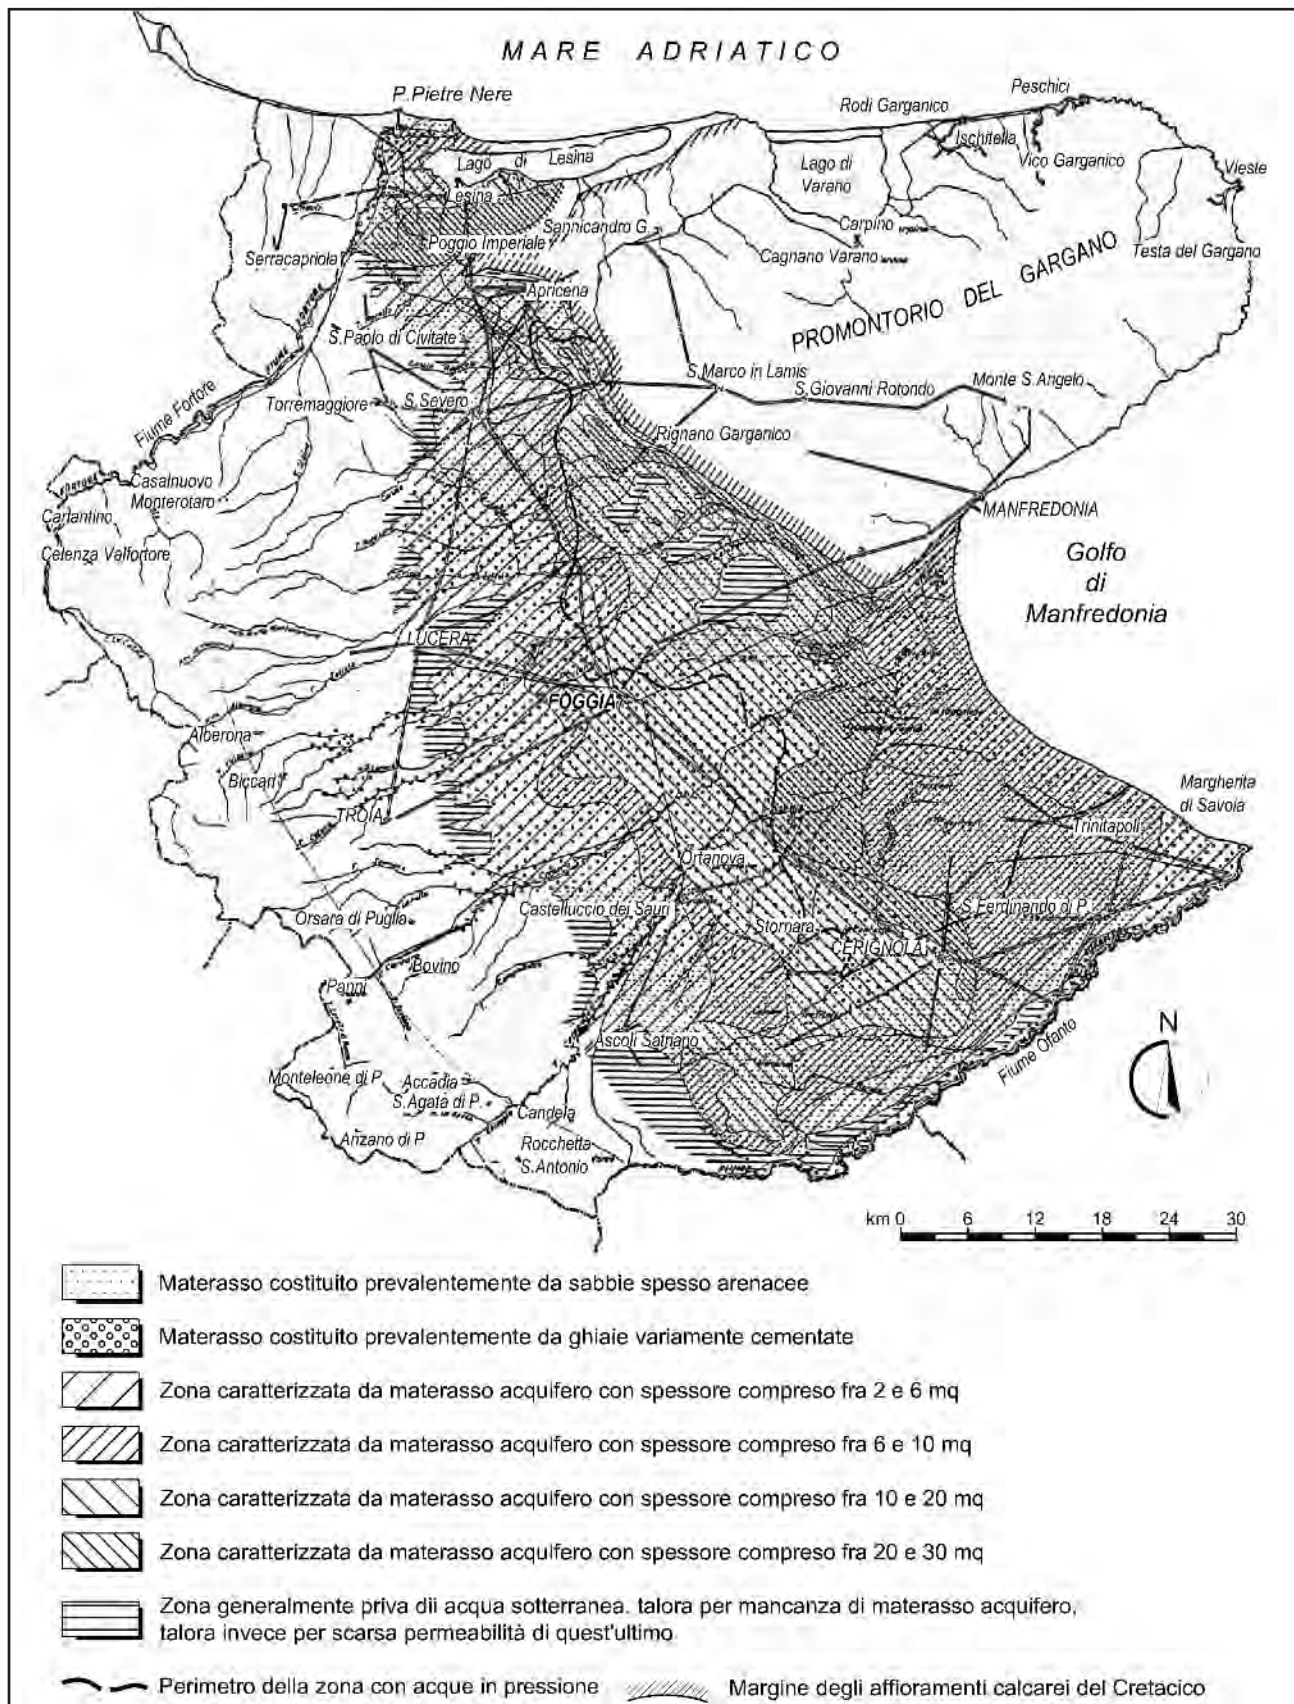 MARE ADRIATICO
P.Pietre Nere
Peschici
Rodi Garganico
Ischitella
Vico Garganico
Lago di Lesina
Lago di
Varano
Vieste
Lesina
Sannicandro G.
Carpino
Serracapriola
Poggio Imperiale
Cagnano Varano
Testa del Gargano
Apricena
PROMONTORIO DEL GARGANO
S.Paolo di Civitate
S.Marco in Lamis
S.Giovanni Rotondo
Monte S.Angelo
Torremaggiore
S.Severo
Fiume Fortore
Rignano Garganico
Casalnuovo
Monterotaro
FORTORE
Carlantino
MANFREDONIA
Celenza Valfortore
Golfo
di
Manfredonia
LUCERA
FOGGIA
Alberona
Biccari
Margherita
di Savoia
TROIA
Trinitapoli
Ortanova
Orsara di Puglia
Castelluccio dei Sauri
S.Ferdinando di P.
Stornara
CERIGNOLA
Bovino
Panni
N
Ascoli Satriano
Fiume Ofanto
Monteleone di P.
Accadia
S.Agata di P.
Candela
Anzano di P
Rocchetta
S.Antonio
km 0 6 12 18 24 30
Materasso costituito prevalentemente da sabbie spesso arenacee
Materasso costituito prevalentemente da ghiaie variamente cementate
Zona caratterizzata da materasso acquifero con spessore compreso fra 2 e 6 mq
Zona caratterizzata da materasso acquifero con spessore compreso fra 6 e 10 mq
Zona caratterizzata da materasso acquifero con spessore compreso fra 10 e 20 mq
Zona caratterizzata da materasso acquifero con spessore compreso fra 20 e 30 mq
Zona generalmente priva dii acqua sotterranea. talora per mancanza di materasso acquifero,
talora invece per scarsa permeabilità di quest'ultimo
Perimetro della zona con acque in pressione
Margine degli affioramenti calcarei del Cretacico